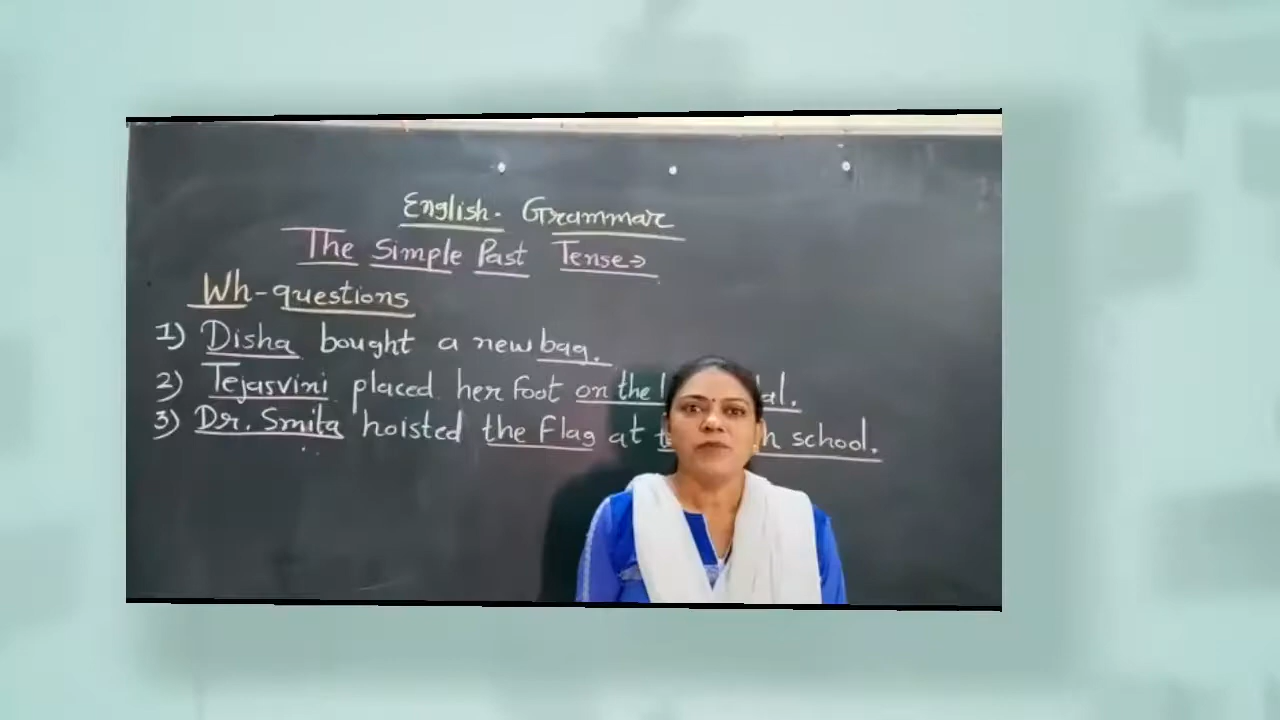 English- Grammar
The Simple Past Tense→
Wh-questions
1) Disha bought a new bag.
2) Tejasvini placed her foot on the
3) Dr. Smita hoisted the Flag at school.